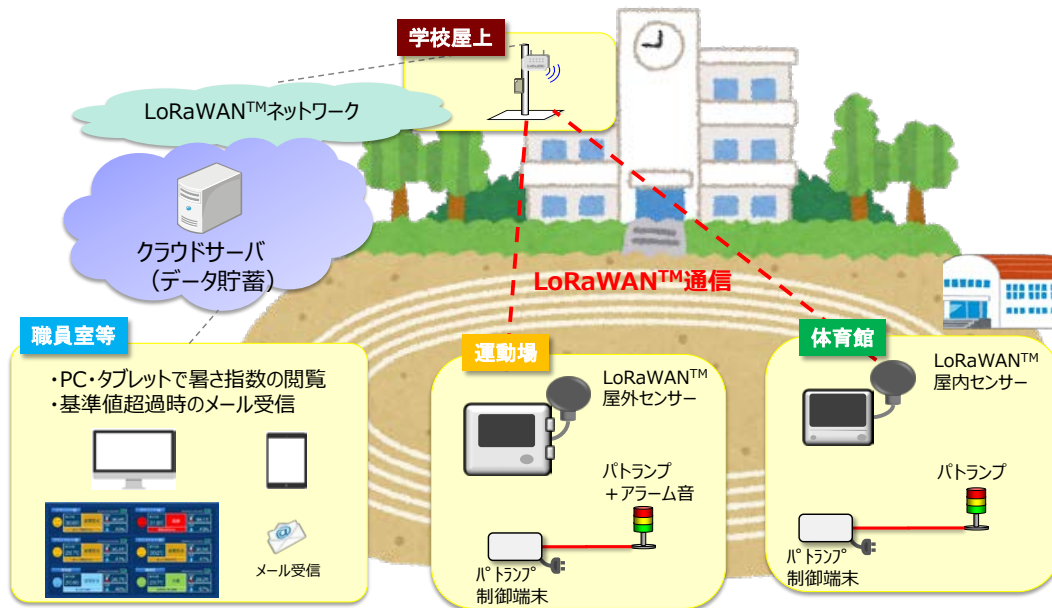 学校屋上
LoRaWAN™ネットワーク
クラウドサーバ
（データ貯蓄）
LoRaWAN™通信
職員室等
・PC・タブレットで暑さ指数の閲覧
・基準値超過時のメール受信
メール受信
運動場
LoRaWAN™
屋外センサー
パトランプ
＋アラーム音
パトランプ
制御端末
体育館
LoRaWAN™
屋内センサー
パトランプ
パトランプ
制御端末